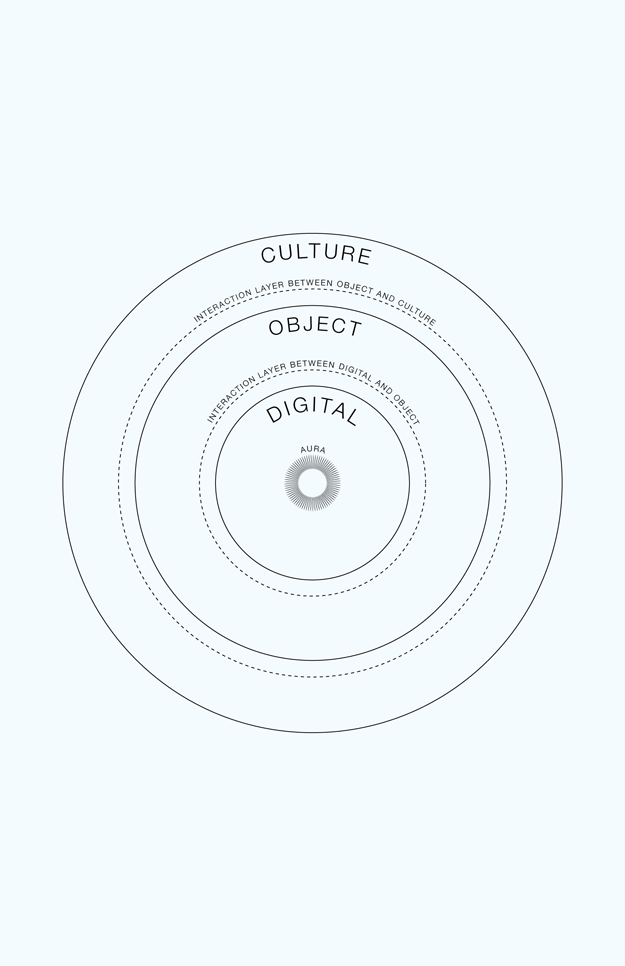 CULTURE
INTERACTION LAYER BETWEEN OBJECT AND CULTURE
OBJECT
INTERACTION LAYER BETWEEN DIGITAL AND OBJECT
DIGITAL
AURA